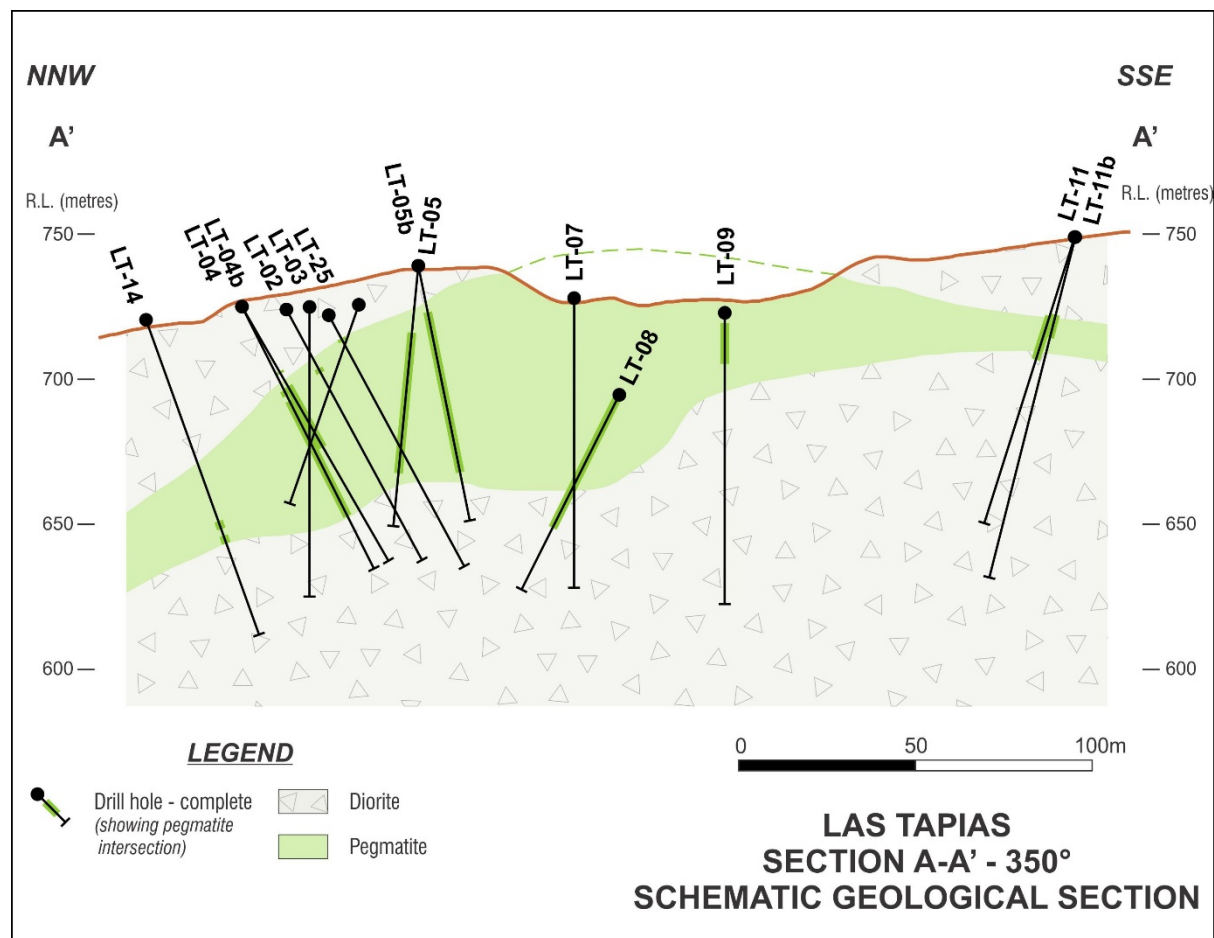 NNW
SSE
A'
A'
R.L. (metres)
R.L. (metres)
750
750
700
700
650
650
600
600
LT-14
LT-04
LT-04b
LT-02
LT-03
LT-25
LT-05b
LT-05
LT-07
LT-08
LT-09
LT-11
LT-11b
LEGEND
Drill hole - complete
(showing pegmatite
intersection)
Diorite
Pegmatite
0 50 100m
LAS TAPIAS
SECTION A-A' - 350°
SCHEMATIC GEOLOGICAL SECTION